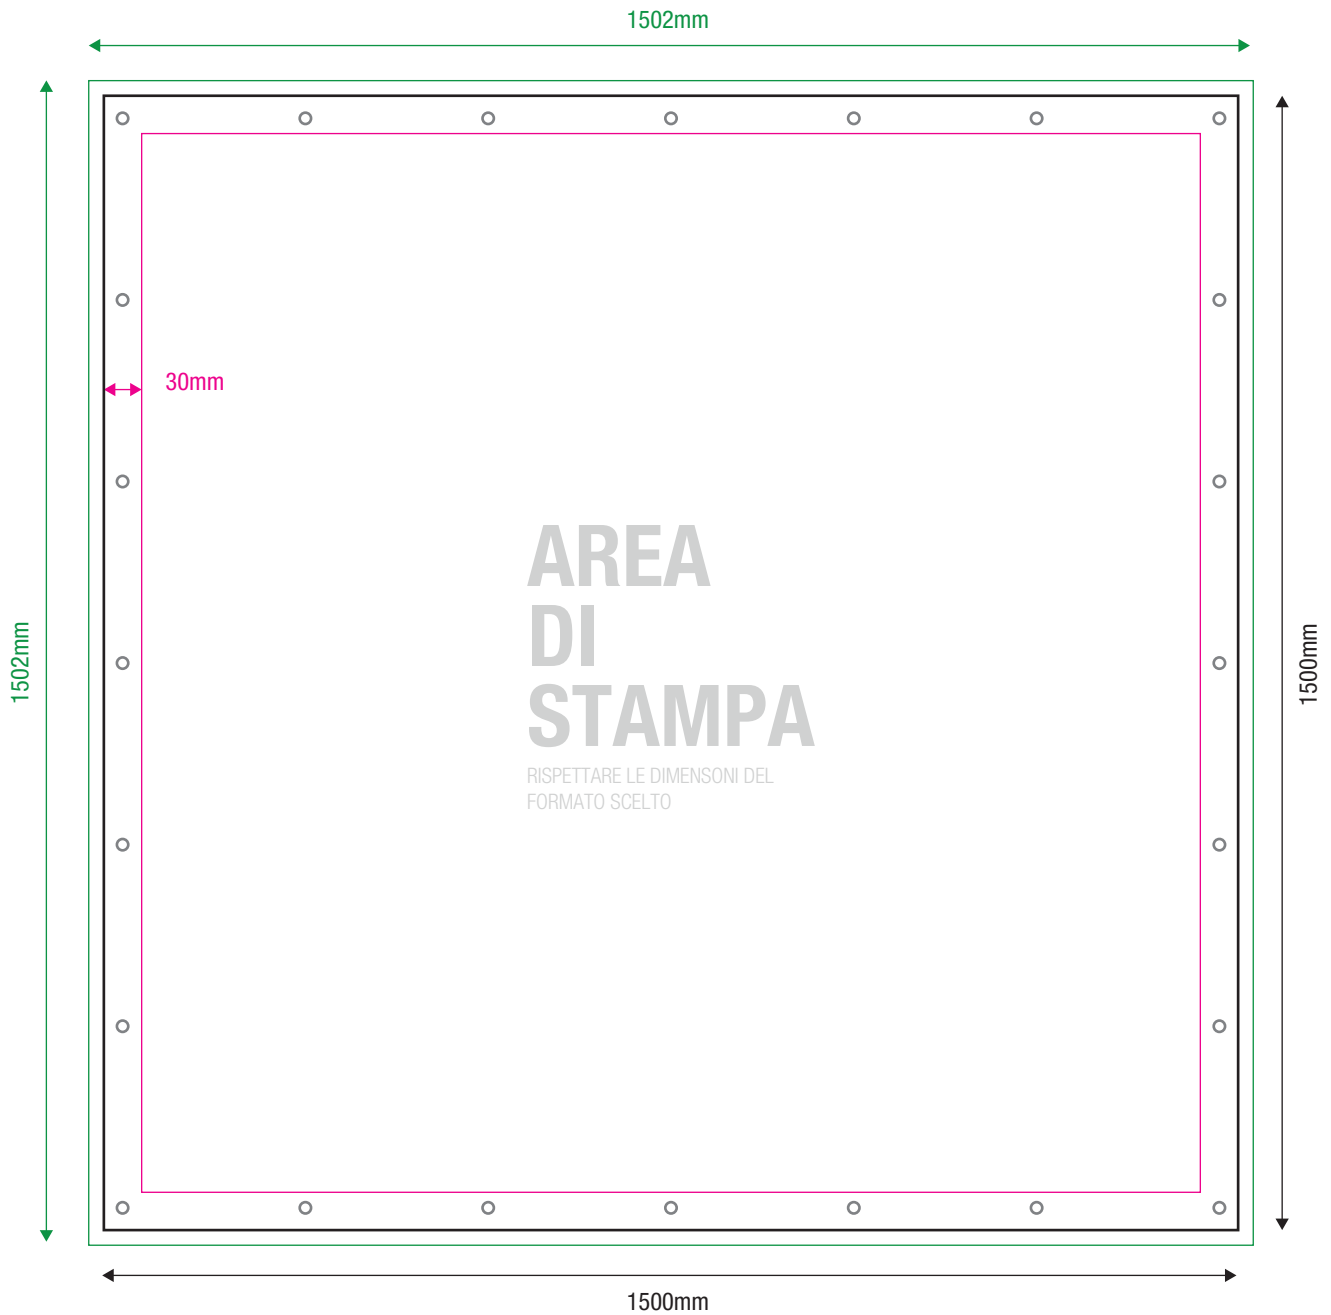 1502mm
30mm
AREA
DI
STAMPA
RISPETTARE LE DIMENSONI DEL
FORMATO SCELTO
1502mm
1500mm
1500mm